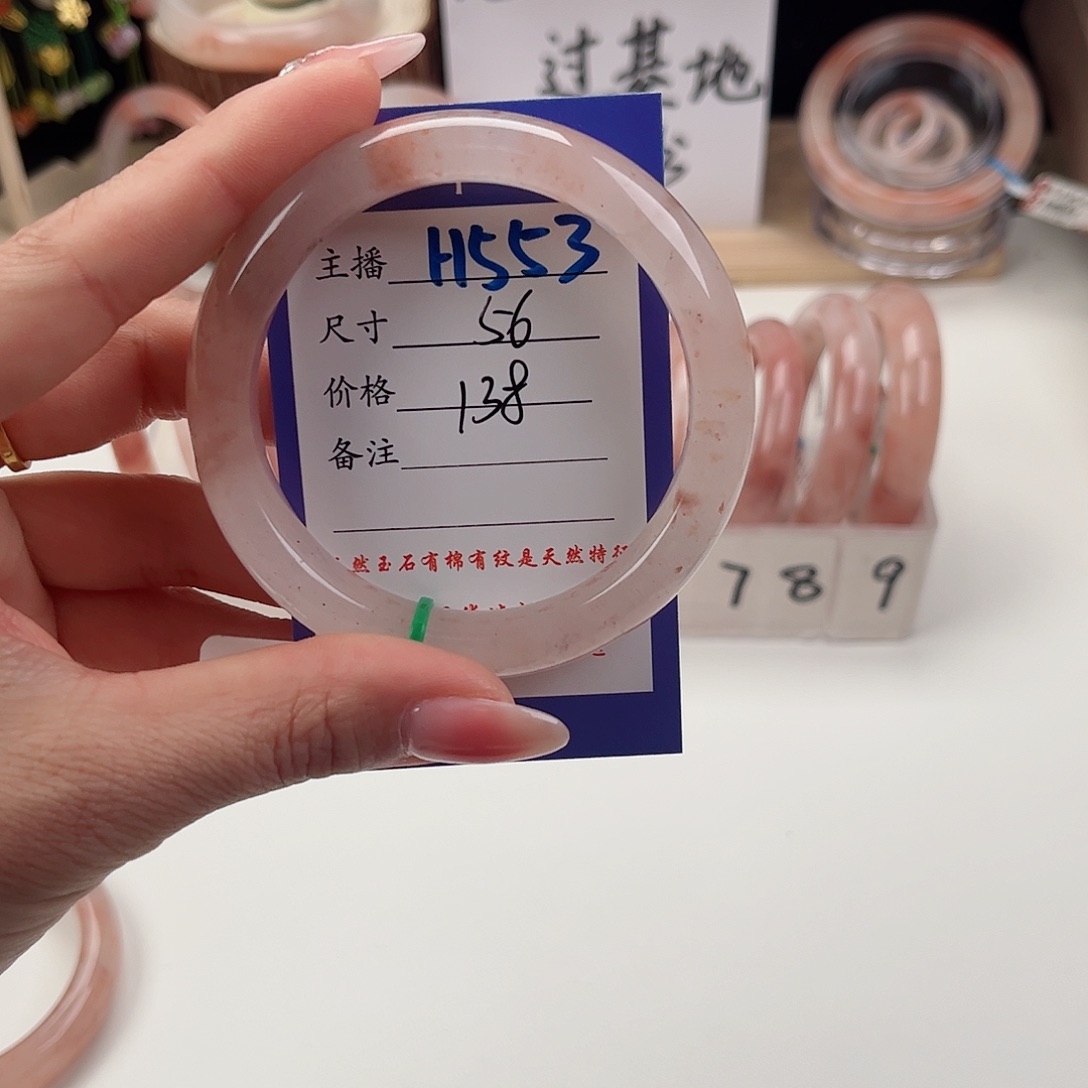 过基地
主播 H553
尺寸 56
价格 138
备注
然玉石有棉有纹是天然特征
7 8 9